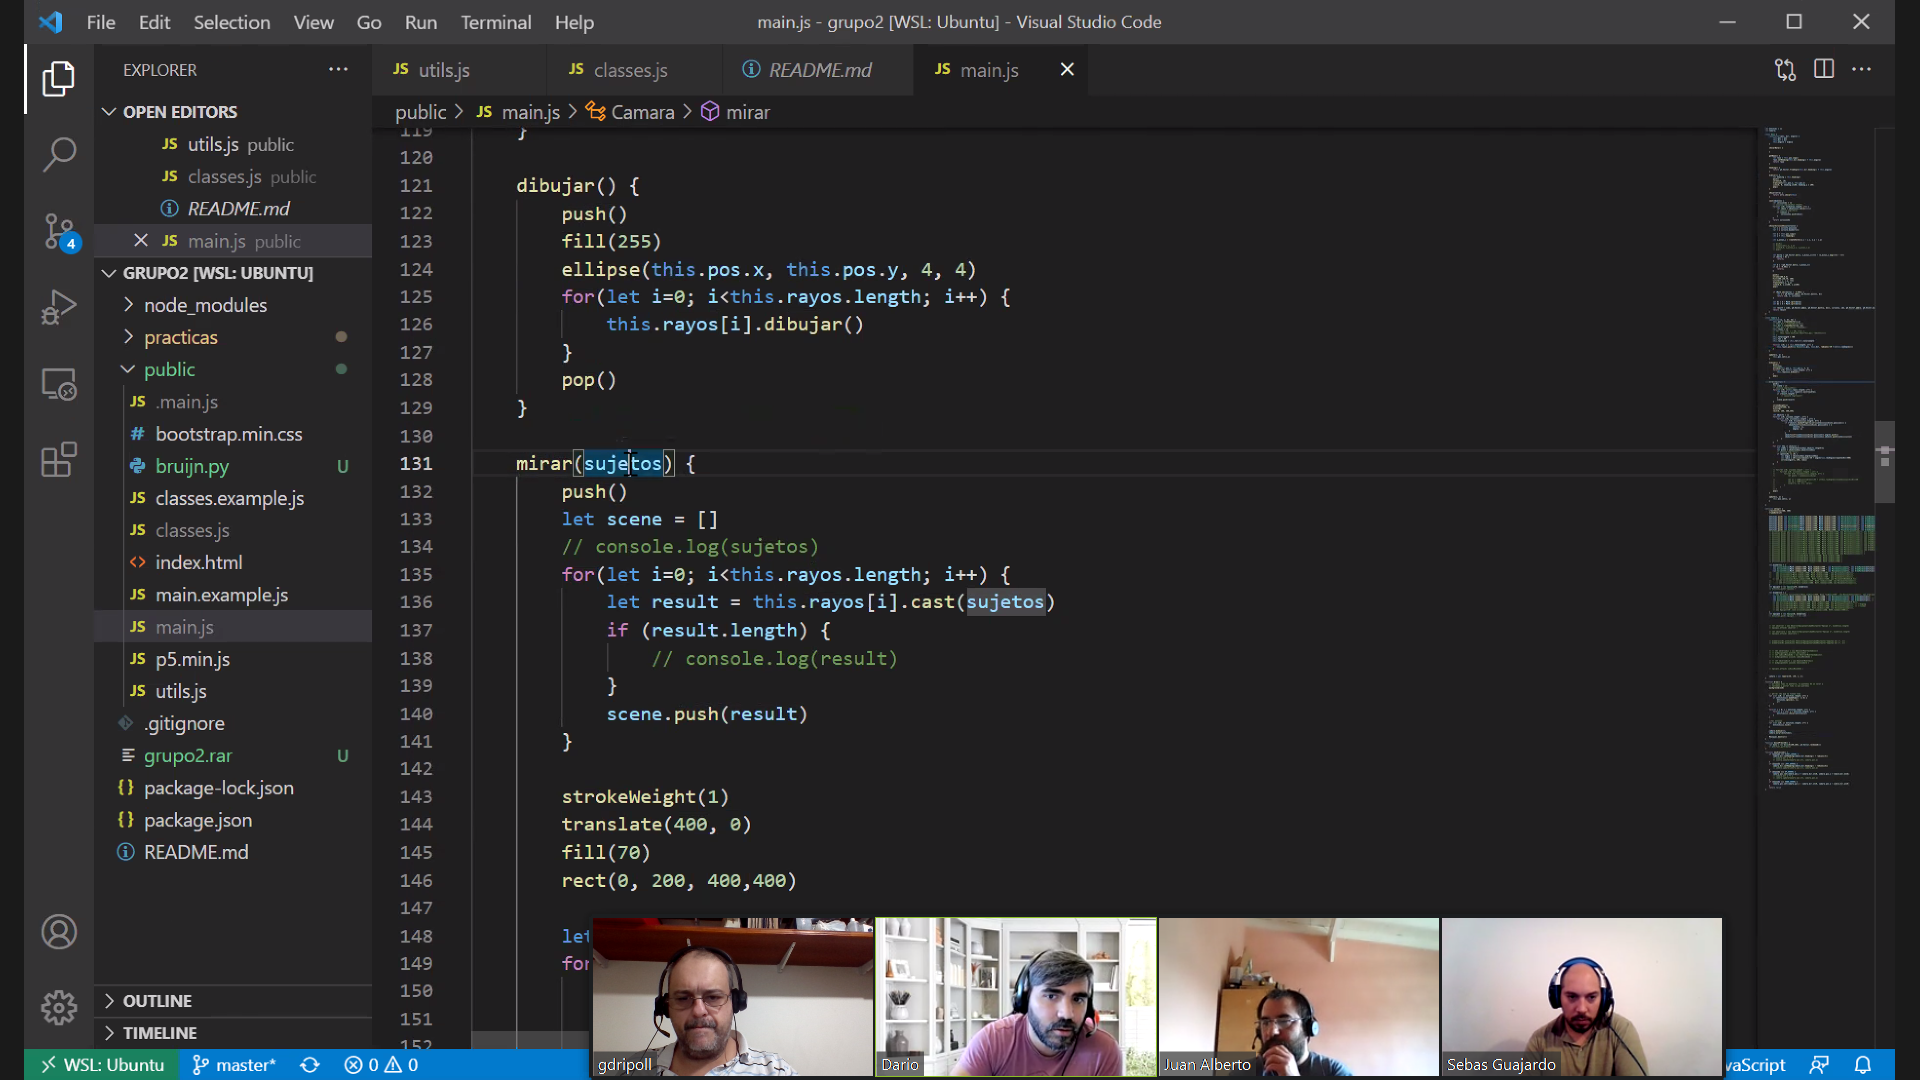 File Edit Selection View Go Run Terminal Help
main.js - grupo2 [WSL: Ubuntu] - Visual Studio Code
EXPLORER
OPEN EDITORS
JS utils.js public
JS classes.js public
README.md
JS main.js public
GRUPO2 [WSL: UBUNTU]
node_modules
practicas
public
JS .main.js
# bootstrap.min.css
bruijn.py U
JS classes.example.js
JS classes.js
<> index.html
JS main.example.js
JS main.js
JS p5.min.js
JS utils.js
.gitignore
grupo2.rar U
{} package-lock.json
{} package.json
README.md
OUTLINE
TIMELINE
4
JS utils.js
JS classes.js
README.md
JS main.js
public > JS main.js > Camara > mirar
119 }
120
121 dibujar() {
122 push()
123 fill(255)
124 ellipse(this.pos.x, this.pos.y, 4, 4)
125 for(let i=0; i<this.rayos.length; i++) {
126 this.rayos[i].dibujar()
127 }
128 pop()
129 }
130
131 mirar(sujetos) {
132 push()
133 let scene = []
134 // console.log(sujetos)
135 for(let i=0; i<this.rayos.length; i++) {
136 let result = this.rayos[i].cast(sujetos)
137 if (result.length) {
138 // console.log(result)
139 }
140 scene.push(result)
141 }
142
143 strokeWeight(1)
144 translate(400, 0)
145 fill(70)
146 rect(0, 200, 400,400)
147
148 let
149 for
150
151
152
gdripoll
Dario
Juan Alberto
Sebas Guajardo
WSL: Ubuntu master* 0 0
vaScript